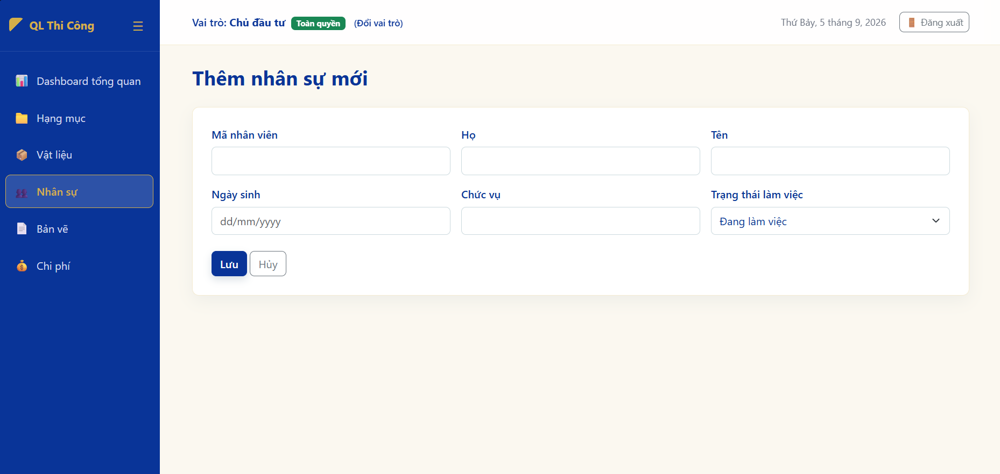 QL Thi Công
Dashboard tổng quan
Hạng mục
Vật liệu
Nhân sự
Bản vẽ
Chi phí
Vai trò: Chủ đầu tư Toàn quyền (Đổi vai trò)
Thứ Bảy, 5 tháng 9, 2026
Đăng xuất
Thêm nhân sự mới
Mã nhân viên
Họ
Tên
Ngày sinh
Chức vụ
Trạng thái làm việc
dd/mm/yyyy
Đang làm việc
Lưu
Hủy